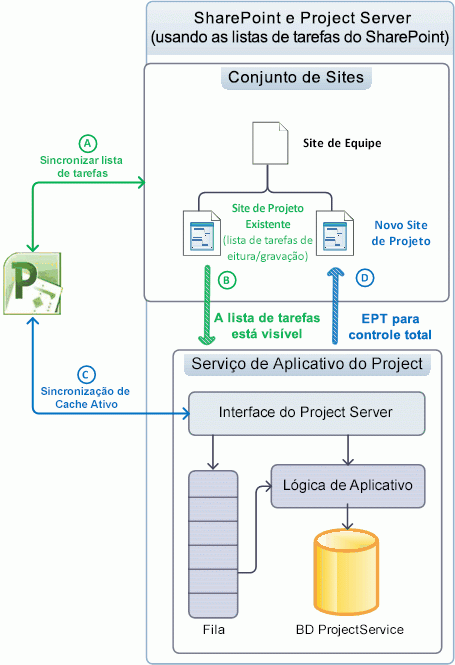 SharePoint e Project Server
(usando as listas de tarefas do SharePoint)
Conjunto de Sites
A
Sincronizar lista
de tarefas
Site de Equipe
Site de Projeto
Existente
(lista de tarefas de
eitura/gravação)
Novo Site
de Projeto
P
B
D
A lista de tarefas
está visível
EPT para
controle total
Serviço de Aplicativo do Project
C
Sincronização de
Cache Ativo
Interface do Project Server
Lógica de Aplicativo
Fila
BD ProjectService